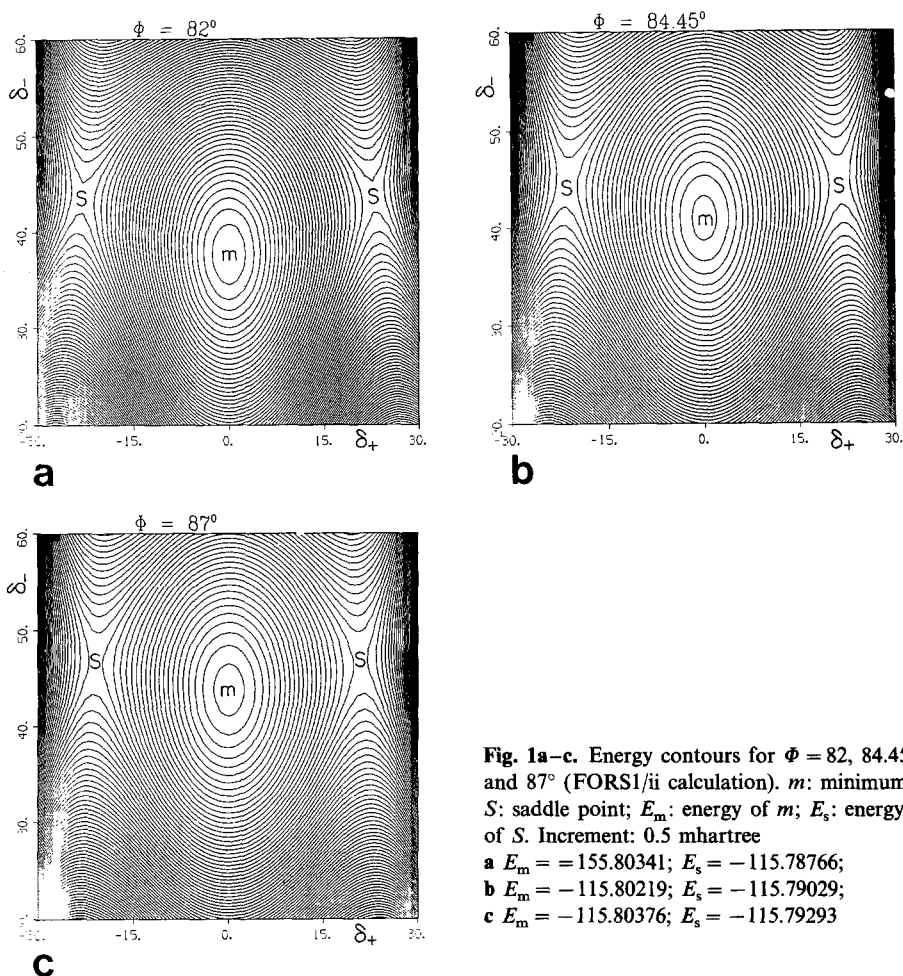 Φ = 82°
60.
δ_
50.
40.
30.
S
m
S
-15.
0.
15.
30.
δ+
a
Φ = 84.45°
60.
δ_
50.
40.
30.
S
m
S
-15.
0.
15.
30.
δ+
b
Φ = 87°
60.
δ_
50.
40.
30.
S
m
S
-15.
0.
15.
30.
δ+
c
Fig. 1a–c. Energy contours for Φ = 82, 84.45
and 87° (FORS1/ii calculation). m: minimum
S: saddle point; Em: energy of m; Es: energy
of S. Increment: 0.5 mhartree
a Em = =155.80341; Es = −115.78766;
b Em = −115.80219; Es = −115.79029;
c Em = −115.80376; Es = −115.79293